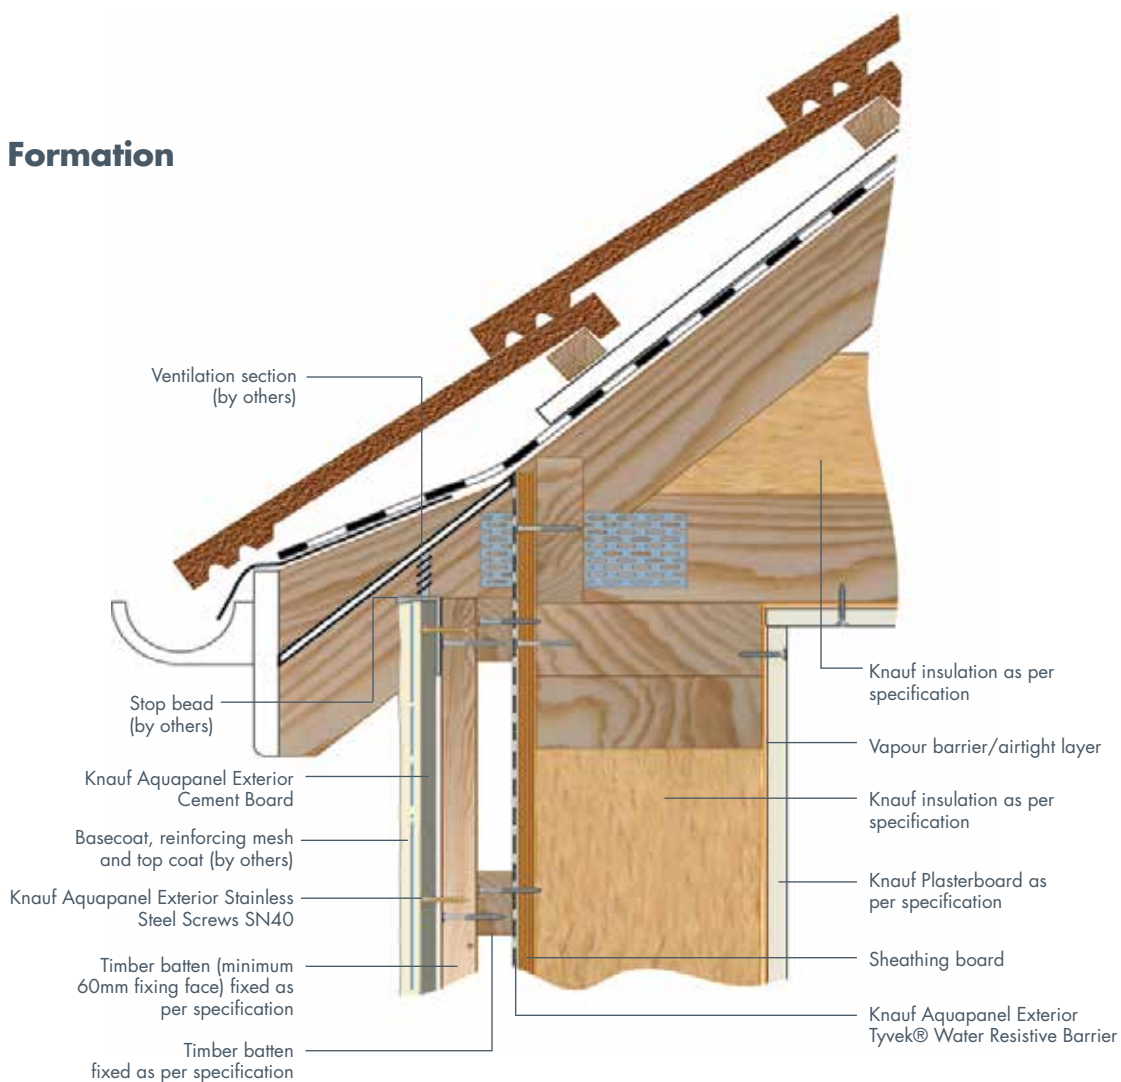 Formation
Ventilation section
(by others)
Stop bead
(by others)
Knauf Aquapanel Exterior
Cement Board
Basecoat, reinforcing mesh
and top coat (by others)
Knauf Aquapanel Exterior Stainless
Steel Screws SN40
Timber batten (minimum
60mm fixing face) fixed as
per specification
Timber batten
fixed as per specification
Knauf insulation as per
specification
Vapour barrier/airtight layer
Knauf insulation as per
specification
Knauf Plasterboard as
per specification
Sheathing board
Knauf Aquapanel Exterior
Tyvek® Water Resistive Barrier